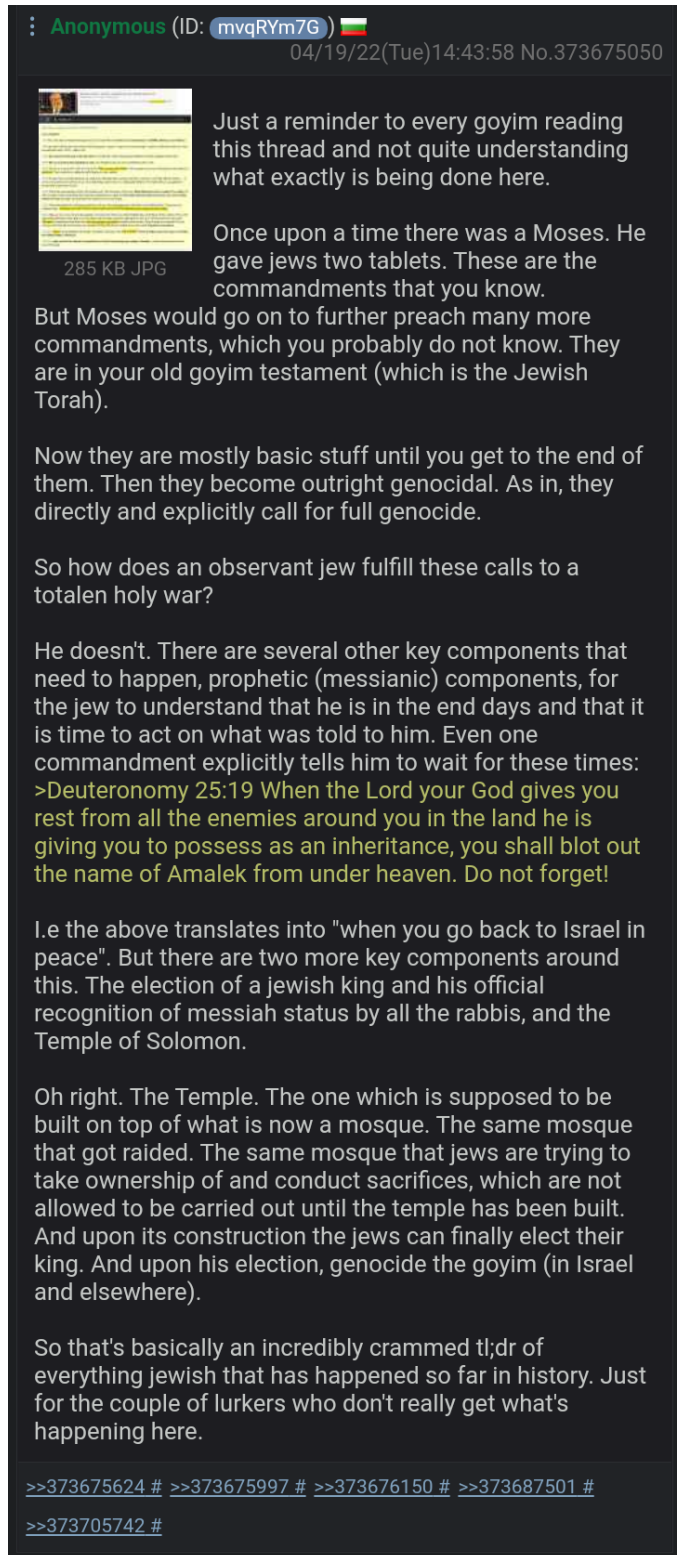 Anonymous (ID: mvqRYm7G)
04/19/22(Tue)14:43:58 No.373675050
285 KB JPG
Just a reminder to every goyim reading
this thread and not quite understanding
what exactly is being done here.
Once upon a time there was a Moses. He
gave jews two tablets. These are the
commandments that you know.
But Moses would go on to further preach many more
commandments, which you probably do not know. They
are in your old goyim testament (which is the Jewish
Torah).
Now they are mostly basic stuff until you get to the end of
them. Then they become outright genocidal. As in, they
directly and explicitly call for full genocide.
So how does an observant jew fulfill these calls to a
totalen holy war?
He doesn't. There are several other key components that
need to happen, prophetic (messianic) components, for
the jew to understand that he is in the end days and that it
is time to act on what was told to him. Even one
commandment explicitly tells him to wait for these times:
>Deuteronomy 25:19 When the Lord your God gives you
rest from all the enemies around you in the land he is
giving you to possess as an inheritance, you shall blot out
the name of Amalek from under heaven. Do not forget!
I.e the above translates into "when you go back to Israel in
peace". But there are two more key components around
this. The election of a jewish king and his official
recognition of messiah status by all the rabbis, and the
Temple of Solomon.
Oh right. The Temple. The one which is supposed to be
built on top of what is now a mosque. The same mosque
that got raided. The same mosque that jews are trying to
take ownership of and conduct sacrifices, which are not
allowed to be carried out until the temple has been built.
And upon its construction the jews can finally elect their
king. And upon his election, genocide the goyim (in Israel
and elsewhere).
So that's basically an incredibly crammed tl;dr of
everything jewish that has happened so far in history. Just
for the couple of lurkers who don't really get what's
happening here.
>>373675624 # >>373675997 # >>373676150 # >>373687501 #
>>373705742 #